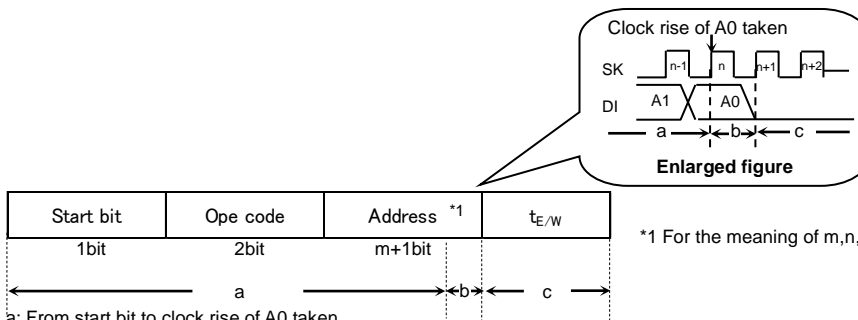 Clock rise of A0 taken
SK n-1 n n+1 n+2
DI A1 A0
a b c
Enlarged figure
Start bit Ope code Address *1 tE/W
1bit 2bit m+1bit
*1 For the meaning of m,n,
a b c
a: From start bit to clock rise of A0 taken